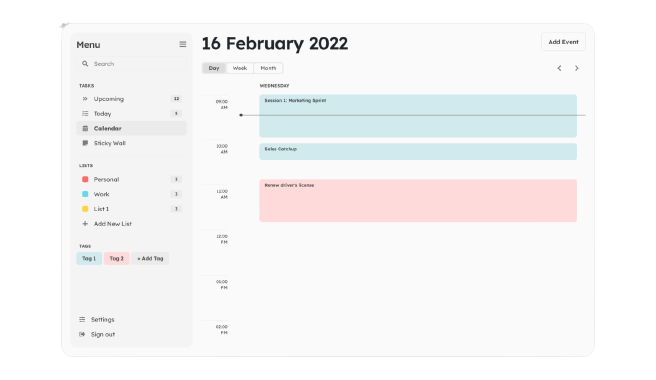 Menu
Search
TASKS
Upcoming 12
Today 5
Calendar
Sticky Wall
LISTS
Personal 3
Work 3
List 1 3
Add New List
TAGS
Tag 1 Tag 2 + Add Tag
Settings
Sign out
16 February 2022
Add Event
Day Week Month
WEDNESDAY
09:00 AM
Session 1: Marketing Sprint
10:00 AM
Sales Catchup
11:00 AM
Renew driver's license
12:00 PM
01:00 PM
02:00 PM